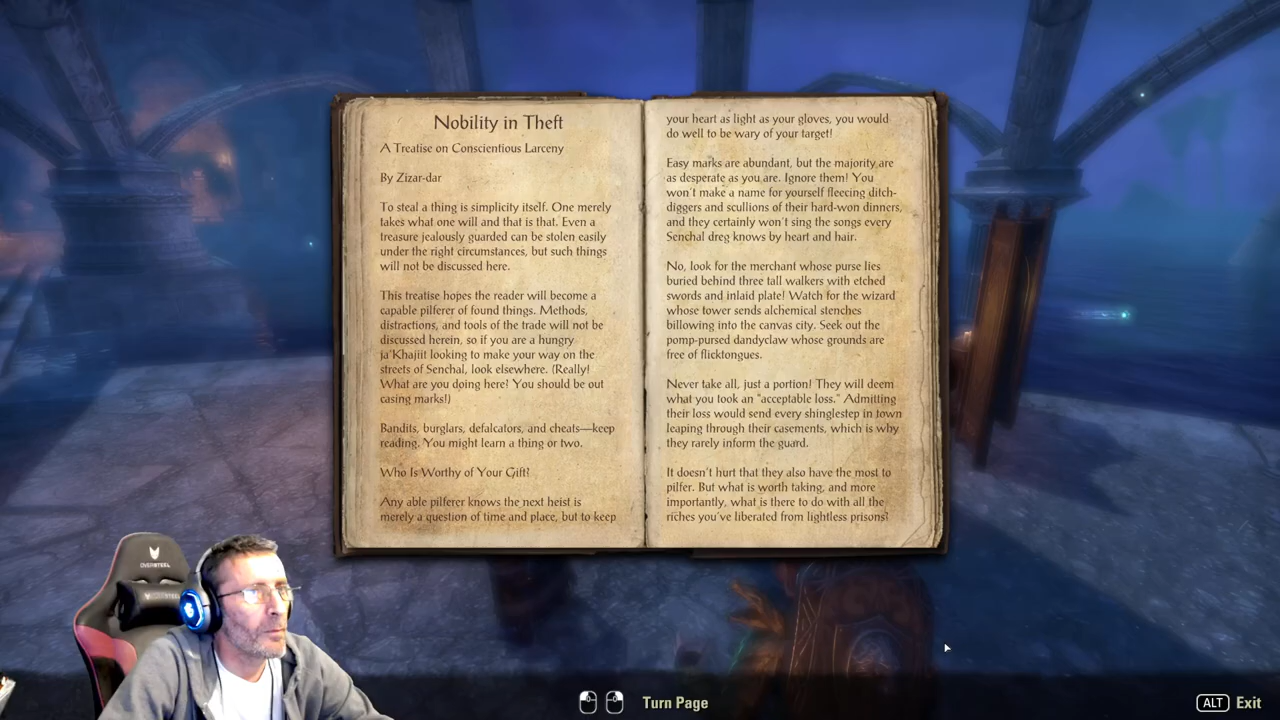 Nobility in Theft
A Treatise on Conscientious Larceny
By Zizar-dar
To steal a thing is simplicity itself. One merely
takes what one will and that is that. Even a
treasure jealously guarded can be stolen easily
under the right circumstances, but such things
will not be discussed here.
This treatise hopes the reader will become a
capable pilferer of found things. Methods,
distractions, and tools of the trade will not be
discussed herein, so if you are a hungry
ja'Khajiit looking to make your way on the
streets of Senchal, look elsewhere. (Really!
What are you doing here? You should be out
casing marks!)
Bandits, burglars, defalcators, and cheats—keep
reading. You might learn a thing or two.
Who Is Worthy of Your Gift?
Any able pilferer knows the next heist is
merely a question of time and place, but to keep
your heart as light as your gloves, you would
do well to be wary of your target!
Easy marks are abundant, but the majority are
as desperate as you are. Ignore them! You
won't make a name for yourself fleecing ditch-
diggers and scullions of their hard-won dinners,
and they certainly won't sing the songs every
Senchal dreg knows by heart and hair.
No, look for the merchant whose purse lies
buried behind three tall walkers with etched
swords and inlaid plate! Watch for the wizard
whose tower sends alchemical stenches
billowing into the canvas city. Seek out the
pomp-pursed dandyclaw whose grounds are
free of flicktongues.
Never take all, just a portion! They will deem
what you took an "acceptable loss." Admitting
their loss would send every shinglestep in town
leaping through their casements, which is why
they rarely inform the guard.
It doesn't hurt that they also have the most to
pilfer. But what is worth taking, and more
importantly, what is there to do with all the
riches you've liberated from lightless prisons?
OVERSTEEL
OVERSTEEL
Turn Page
ALT Exit